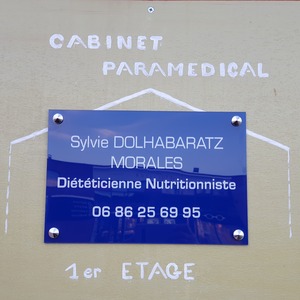 CABINET
PARAMEDICAL
Sylvie DOLHABARATZ
MORALES
Diététicienne Nutritionniste
06 86 25 69 95
1er ETAGE